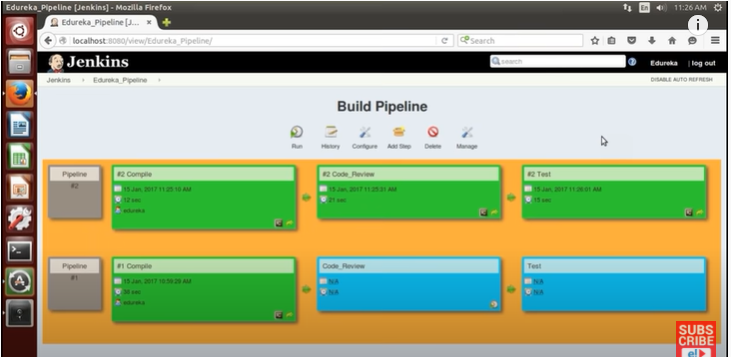 Edureka_Pipeline [Jenkins] - Mozilla Firefox
En
11:26 AM
Edureka_Pipeline [J...
localhost:8080/view/Edureka_Pipeline/
Search
Jenkins
search
Edureka
| log out
Jenkins
Edureka_Pipeline
DISABLE AUTO REFRESH
Build Pipeline
Run
History
Configure
Add Step
Delete
Manage
Pipeline
#2
#2 Compile
15 Jan, 2017 11:25:10 AM
12 sec
edureka
#2 Code_Review
15 Jan, 2017 11:25:31 AM
21 sec
#2 Test
15 Jan, 2017 11:26:01 AM
15 sec
Pipeline
#1
#1 Compile
15 Jan, 2017 10:59:29 AM
edureka
Code_Review
N/A
N/A
Test
N/A
N/A
SUBS
CRIBE
e!